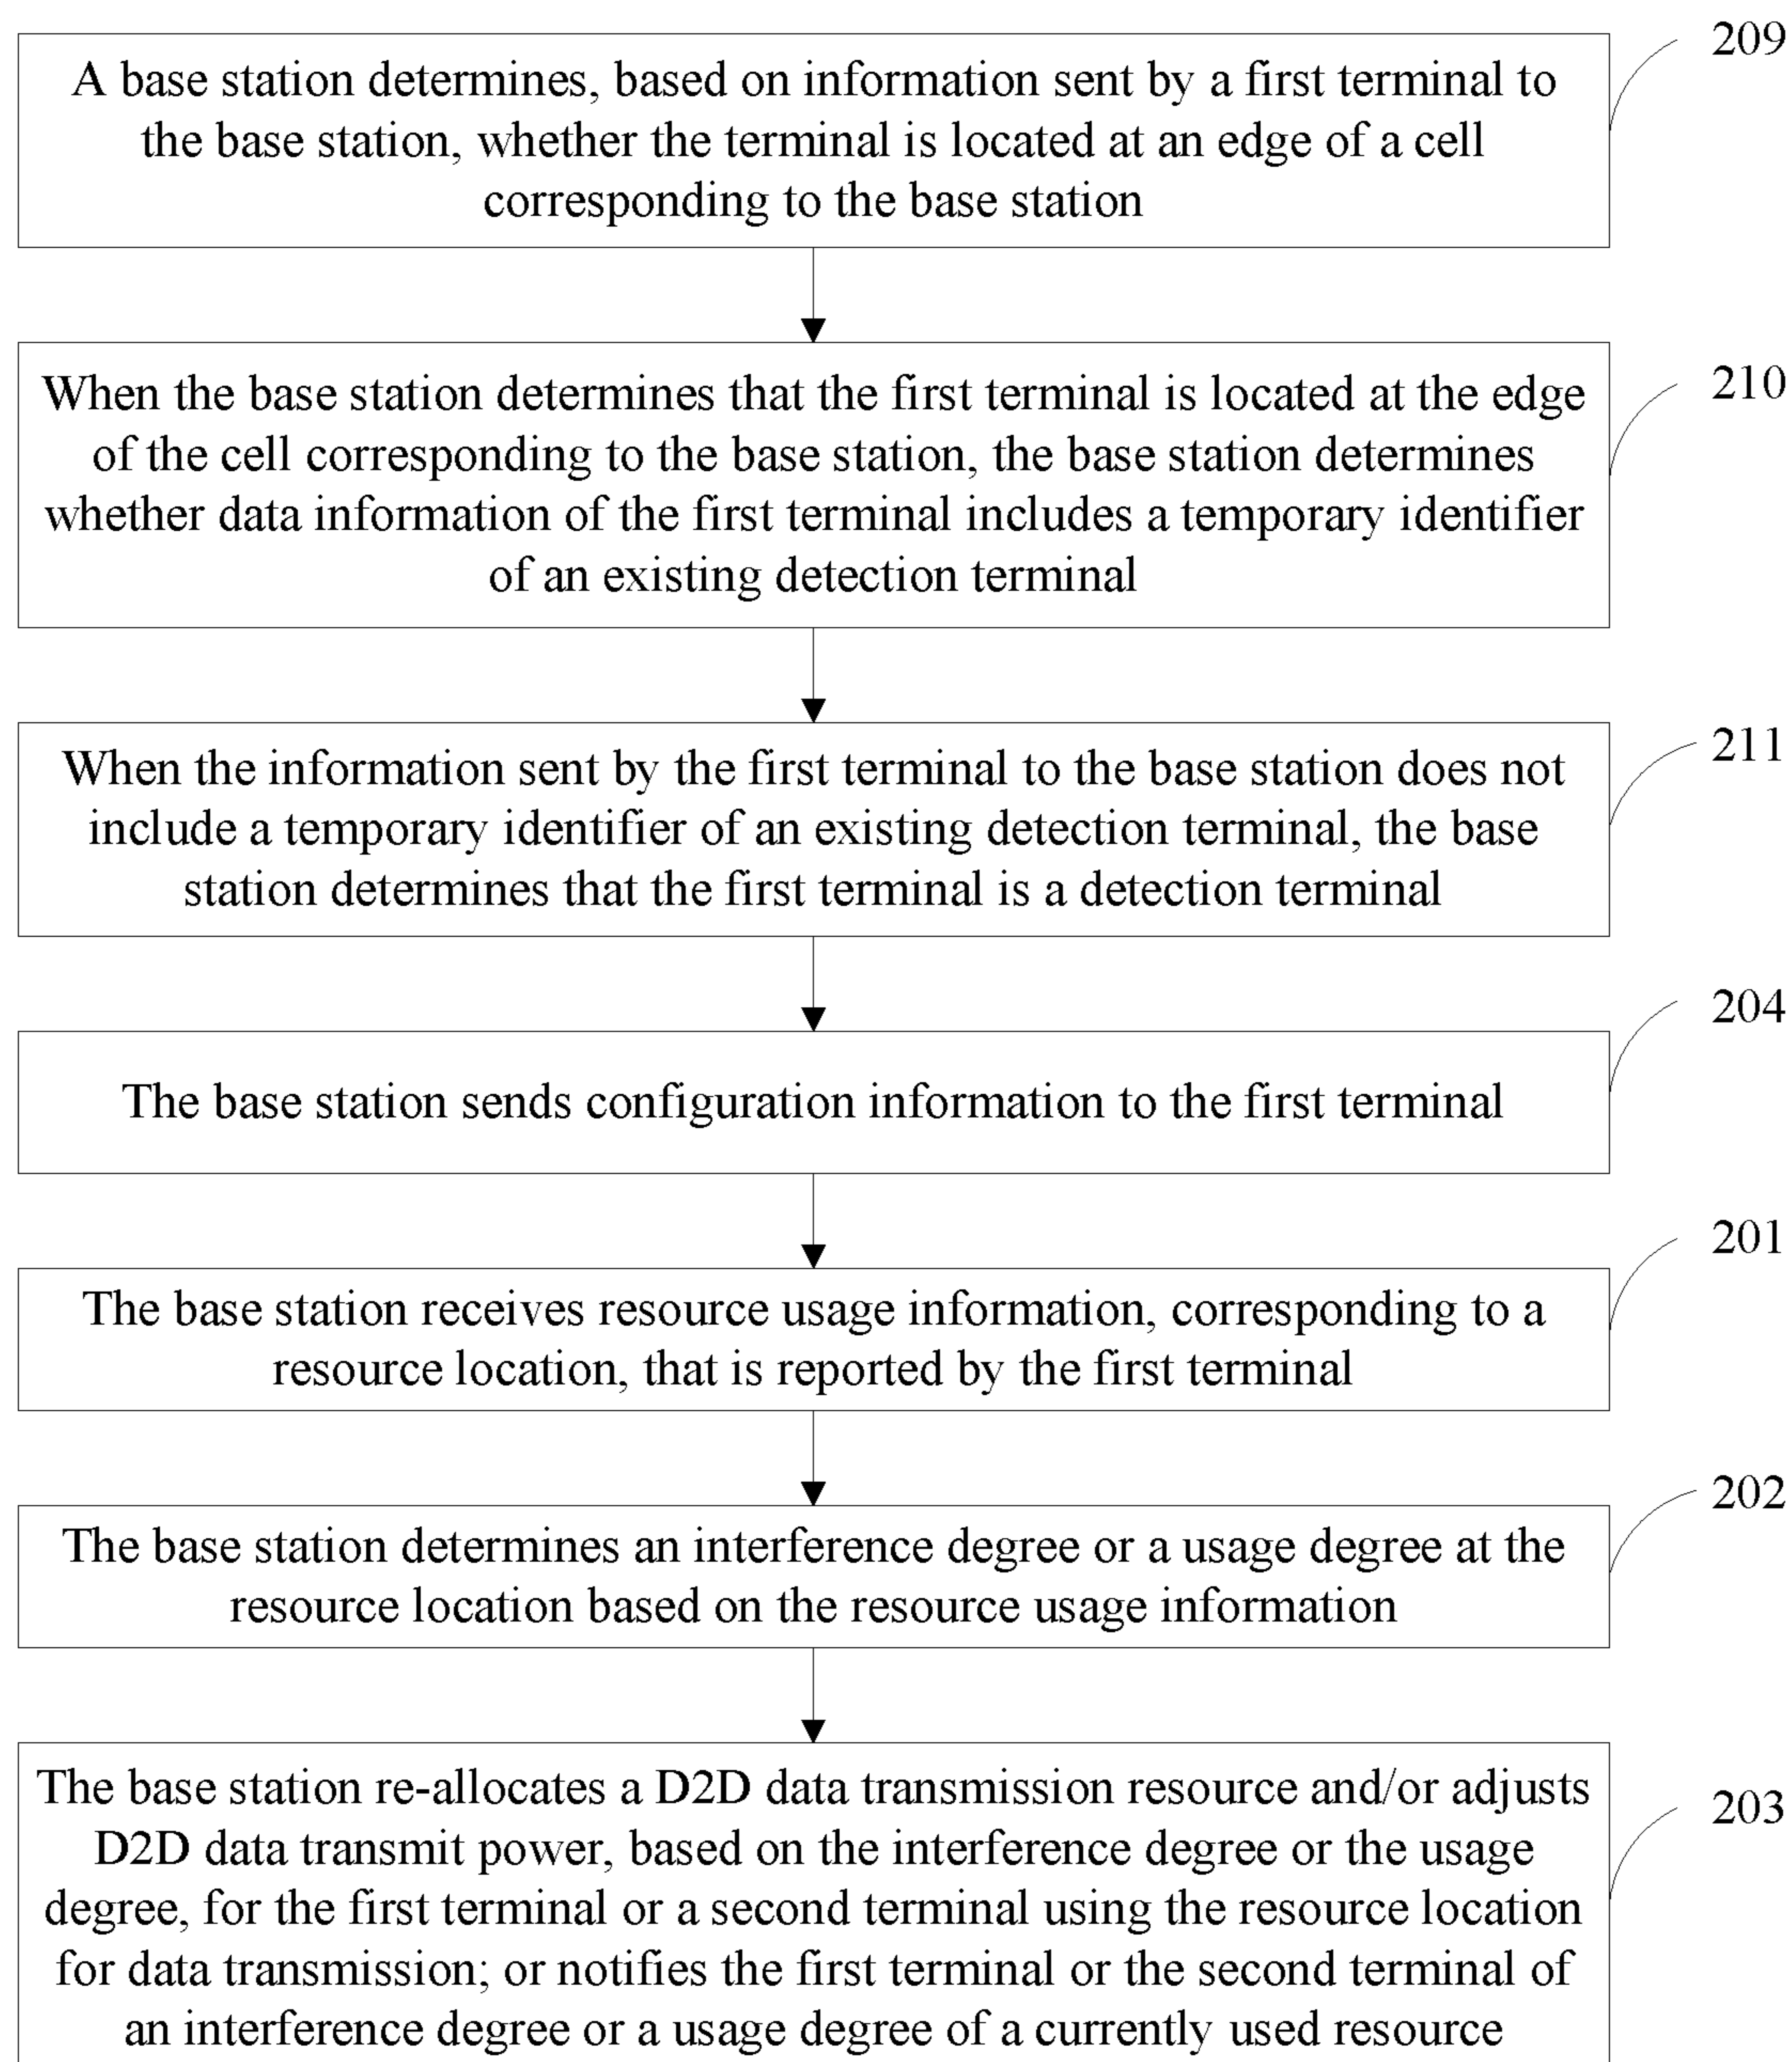 209
A base station determines, based on information sent by a first terminal to
the base station, whether the terminal is located at an edge of a cell
corresponding to the base station
210
When the base station determines that the first terminal is located at the edge
of the cell corresponding to the base station, the base station determines
whether data information of the first terminal includes a temporary identifier
of an existing detection terminal
211
When the information sent by the first terminal to the base station does not
include a temporary identifier of an existing detection terminal, the base
station determines that the first terminal is a detection terminal
204
The base station sends configuration information to the first terminal
201
The base station receives resource usage information, corresponding to a
resource location, that is reported by the first terminal
202
The base station determines an interference degree or a usage degree at the
resource location based on the resource usage information
203
The base station re-allocates a D2D data transmission resource and/or adjusts
D2D data transmit power, based on the interference degree or the usage
degree, for the first terminal or a second terminal using the resource location
for data transmission; or notifies the first terminal or the second terminal of
an interference degree or a usage degree of a currently used resource